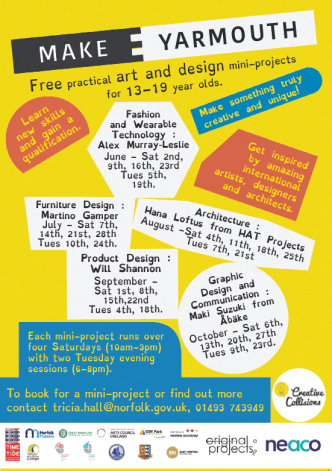 MAKE YARMOUTH
Free practical art and design mini-projects
for 13-19 year olds.
Learn
new skills
and gain a
qualification.
Make something truly
creative and unique!
Fashion
and Wearable
Technology :
Alex Murray-Leslie
June - Sat 2nd,
9th, 16th, 23rd
Tues 5th,
19th.
Get inspired
by amazing
international
artists, designers
and architects.
Furniture Design :
Martino Gamper
July - Sat 7th,
14th, 21st, 28th
Tues 10th, 24th.
Architecture :
Hana Loftus from HAT Projects
August -Sat 4th, 11th, 18th, 25th
Tues 7th, 21st
Product Design :
Will Shannon
September -
Sat 1st, 8th,
15th,22nd
Tues 4th, 18th.
Graphic
Design and
Communication :
Maki Suzuki from
Åbäke
October - Sat 6th,
13th, 20th, 27th
Tues 9th, 23rd.
Each mini-project runs over
four Saturdays (10am-3pm)
with two Tuesday evening
sessions (6-8pm).
To book for a mini-project or find out more
contact tricia.hall@norfolk.gov.uk, 01493 743949
Creative
Collisions
original
projects
neaco